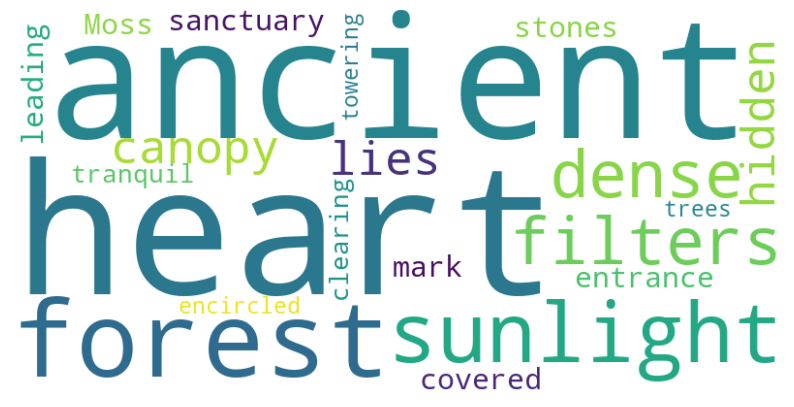 leading
Moss
sanctuary
towering
stones
hidden
ancient
canopy
lies
tranquil
dense
heart
clearing
trees
filters
mark
entrance
encircled
forest
sunlight
covered